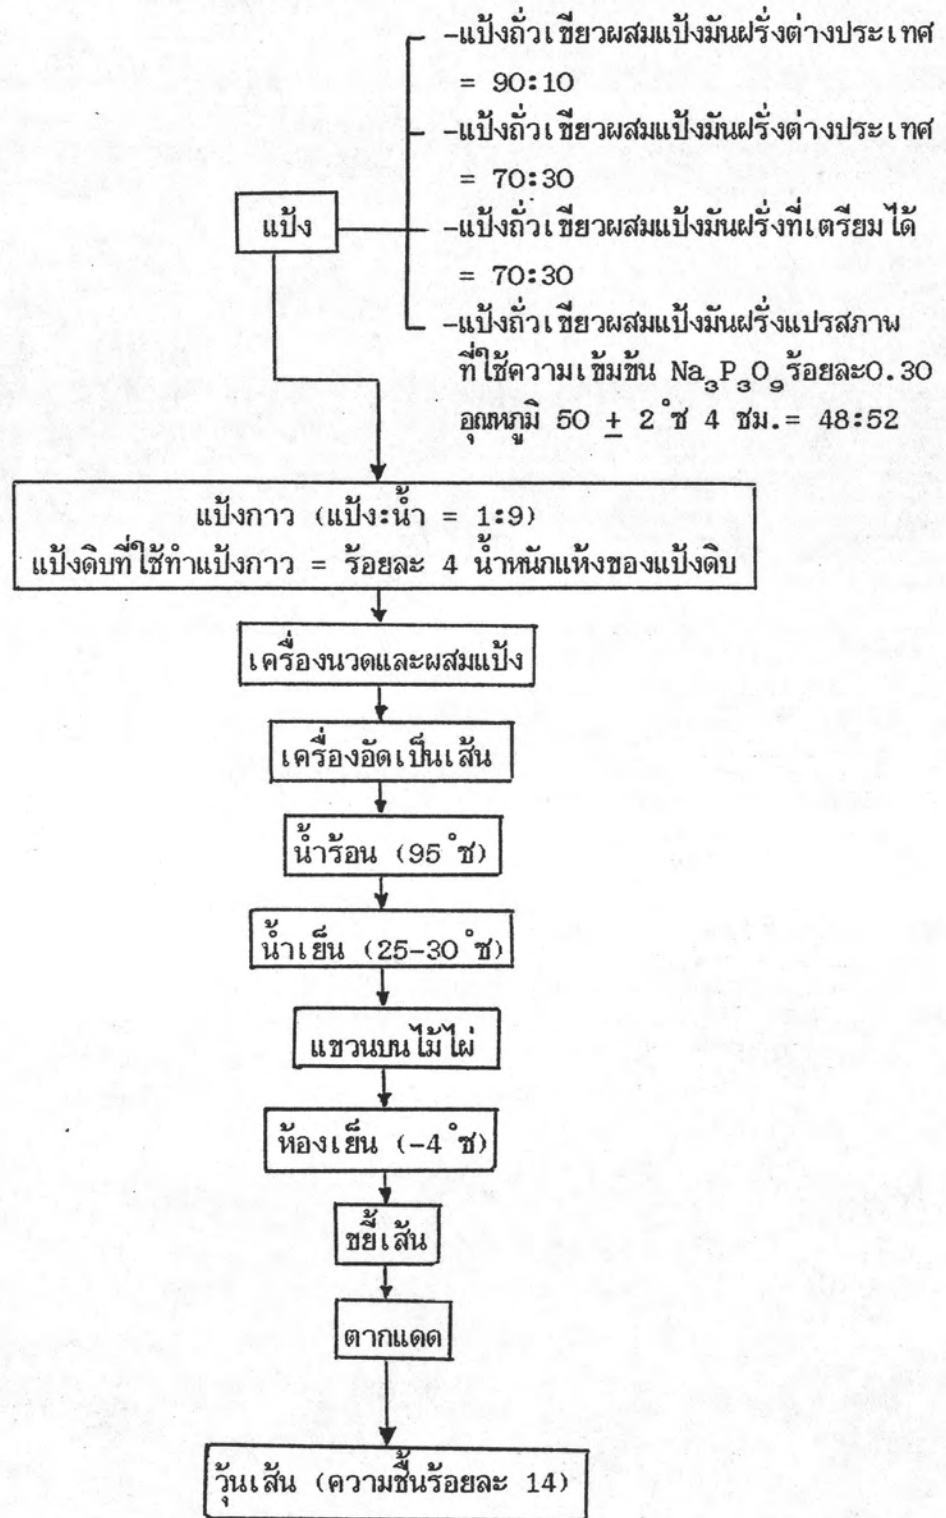 -แป้งถั่วเขียวผสมแป้งมันฝรั่งต่างประเทศ
= 90:10
-แป้งถั่วเขียวผสมแป้งมันฝรั่งต่างประเทศ
= 70:30
แป้ง
-แป้งถั่วเขียวผสมแป้งมันฝรั่งที่เตรียมได้
= 70:30
-แป้งถั่วเขียวผสมแป้งมันฝรั่งแปรสภาพ
ที่ใช้ความเข้มข้น Na₃P₃O₉ ร้อยละ0.30
อุณหภูมิ 50 ± 2 °ซ 4 ชม.= 48:52
แป้งกาว (แป้ง:น้ำ = 1:9)
แป้งดิบที่ใช้ทำแป้งกาว = ร้อยละ 4 น้ำหนักแห้งของแป้งดิบ
เครื่องนวดและผสมแป้ง
เครื่องอัดเป็นเส้น
น้ำร้อน (95 °ซ)
น้ำเย็น (25-30 °ซ)
แขวนบนไม้ไผ่
ห้องเย็น (-4 °ซ)
ขยี้เส้น
ตากแดด
วุ้นเส้น (ความชื้นร้อยละ 14)